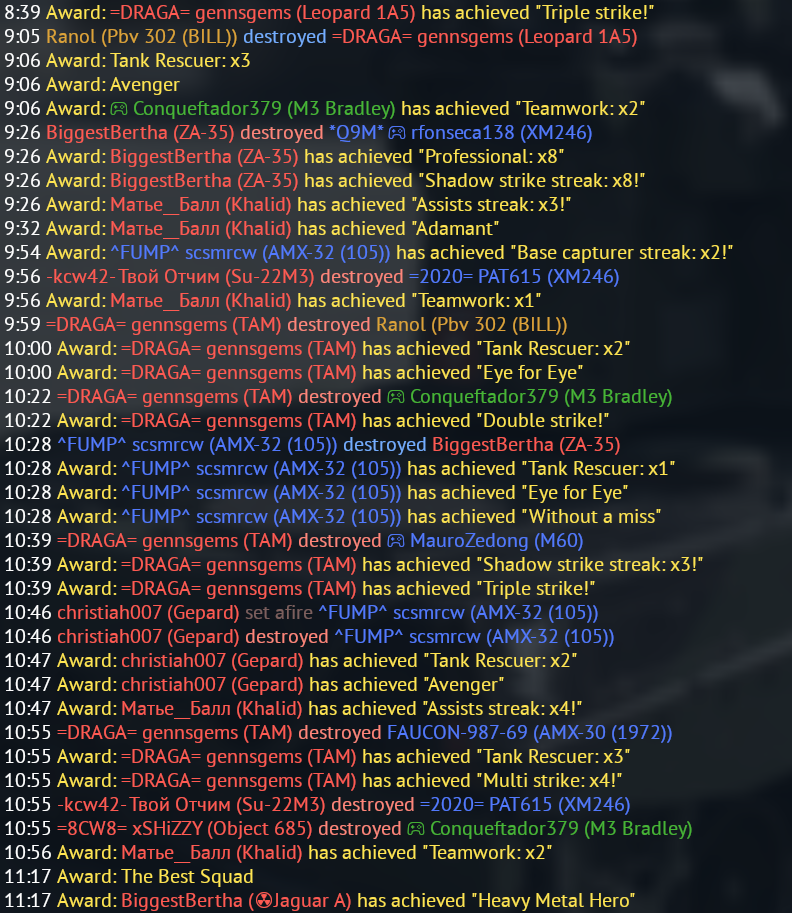 8:39 Award: =DRAGA= gennsgems (Leopard 1A5) has achieved "Triple strike!"
9:05 Ranol (Pbv 302 (BILL)) destroyed =DRAGA= gennsgems (Leopard 1A5)
9:06 Award: Tank Rescuer: x3
9:06 Award: Avenger
9:06 Award: Conqueftador379 (M3 Bradley) has achieved "Teamwork: x2"
9:26 BiggestBertha (ZA-35) destroyed *Q9M* rfonseca138 (XM246)
9:26 Award: BiggestBertha (ZA-35) has achieved "Professional: x8"
9:26 Award: BiggestBertha (ZA-35) has achieved "Shadow strike streak: x8!"
9:26 Award: Матье__Балл (Khalid) has achieved "Assists streak: x3!"
9:32 Award: Матье__Балл (Khalid) has achieved "Adamant"
9:54 Award: ^FUMP^ scsmrcw (AMX-32 (105)) has achieved "Base capturer streak: x2!"
9:56 -kcw42- Твой Отчим (Su-22M3) destroyed =2020= PAT615 (XM246)
9:56 Award: Матье__Балл (Khalid) has achieved "Teamwork: x1"
9:59 =DRAGA= gennsgems (TAM) destroyed Ranol (Pbv 302 (BILL))
10:00 Award: =DRAGA= gennsgems (TAM) has achieved "Tank Rescuer: x2"
10:00 Award: =DRAGA= gennsgems (TAM) has achieved "Eye for Eye"
10:22 =DRAGA= gennsgems (TAM) destroyed Conqueftador379 (M3 Bradley)
10:22 Award: =DRAGA= gennsgems (TAM) has achieved "Double strike!"
10:28 ^FUMP^ scsmrcw (AMX-32 (105)) destroyed BiggestBertha (ZA-35)
10:28 Award: ^FUMP^ scsmrcw (AMX-32 (105)) has achieved "Tank Rescuer: x1"
10:28 Award: ^FUMP^ scsmrcw (AMX-32 (105)) has achieved "Eye for Eye"
10:28 Award: ^FUMP^ scsmrcw (AMX-32 (105)) has achieved "Without a miss"
10:39 =DRAGA= gennsgems (TAM) destroyed MauroZedong (M60)
10:39 Award: =DRAGA= gennsgems (TAM) has achieved "Shadow strike streak: x3!"
10:39 Award: =DRAGA= gennsgems (TAM) has achieved "Triple strike!"
10:46 christiah007 (Gepard) set afire ^FUMP^ scsmrcw (AMX-32 (105))
10:46 christiah007 (Gepard) destroyed ^FUMP^ scsmrcw (AMX-32 (105))
10:47 Award: christiah007 (Gepard) has achieved "Tank Rescuer: x2"
10:47 Award: christiah007 (Gepard) has achieved "Avenger"
10:47 Award: Матье__Балл (Khalid) has achieved "Assists streak: x4!"
10:55 =DRAGA= gennsgems (TAM) destroyed FAUCON-987-69 (AMX-30 (1972))
10:55 Award: =DRAGA= gennsgems (TAM) has achieved "Tank Rescuer: x3"
10:55 Award: =DRAGA= gennsgems (TAM) has achieved "Multi strike: x4!"
10:55 -kcw42- Твой Отчим (Su-22M3) destroyed =2020= PAT615 (XM246)
10:55 =8CW8= xSHiZZY (Object 685) destroyed Conqueftador379 (M3 Bradley)
10:56 Award: Матье__Балл (Khalid) has achieved "Teamwork: x2"
11:17 Award: The Best Squad
11:17 Award: BiggestBertha (☢Jaguar A) has achieved "Heavy Metal Hero"